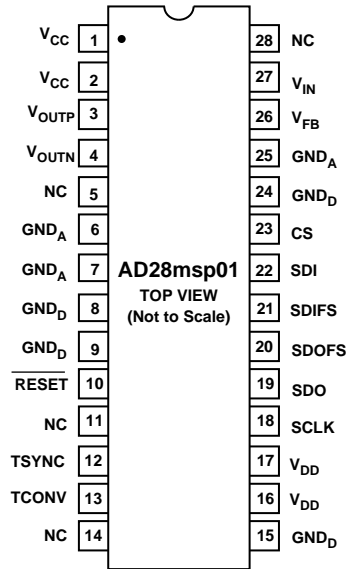 VCC 1 28 NC
VCC 2 27 VIN
VOUTP 3 26 VFB
VOUTN 4 25 GNDA
NC 5 24 GNDD
GNDA 6 23 CS
GNDA 7 AD28msp01 22 SDI
TOP VIEW
GNDD 8 (Not to Scale) 21 SDIFS
GNDD 9 20 SDOFS
RESET 10 19 SDO
NC 11 18 SCLK
TSYNC 12 17 VDD
TCONV 13 16 VDD
NC 14 15 GNDD